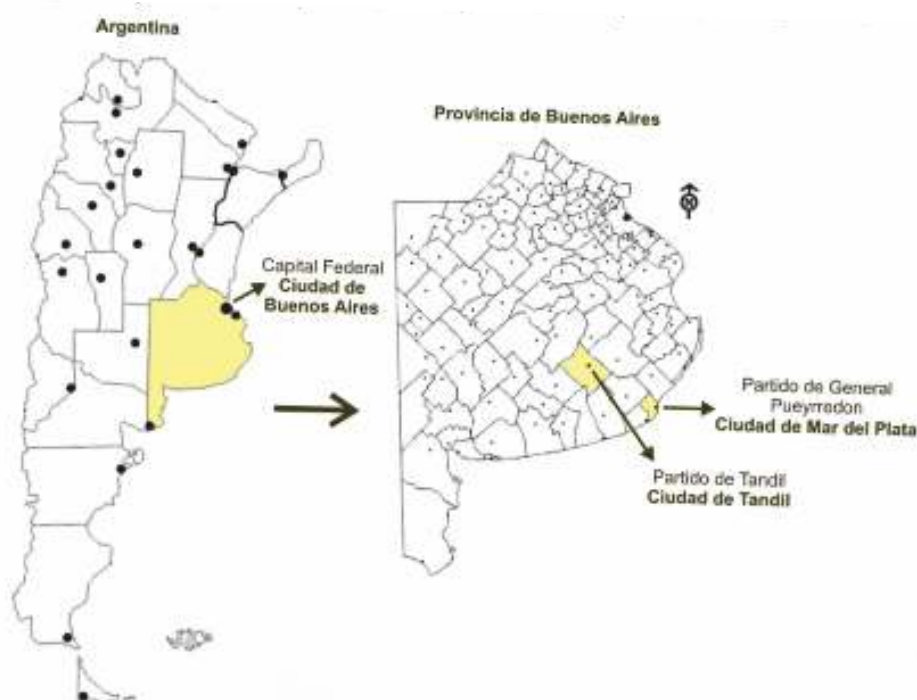 Argentina
Provincia de Buenos Aires
Capital Federal
Ciudad de
Buenos Aires
Partido de General
Pueyrredon
Ciudad de Mar del Plata
Partido de Tandil
Ciudad de Tandil